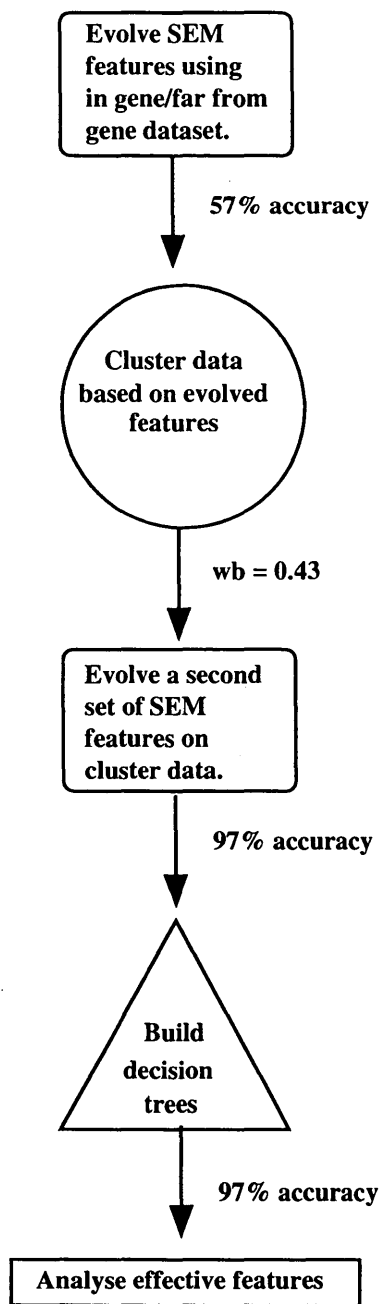 Evolve SEM
features using
in gene/far from
gene dataset.
57% accuracy
Cluster data
based on evolved
features
wb = 0.43
Evolve a second
set of SEM
features on
cluster data.
97% accuracy
Build
decision
trees
97% accuracy
Analyse effective features